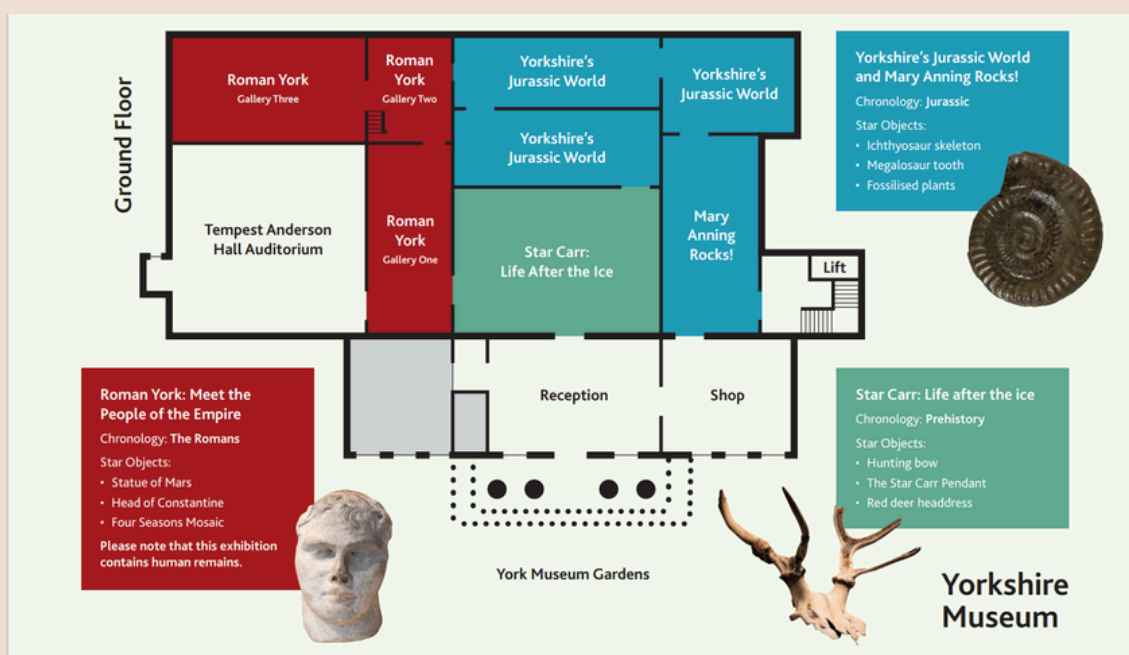 Ground Floor
Roman York
Gallery Three
Roman
York
Gallery Two
Yorkshire’s
Jurassic World
Yorkshire’s
Jurassic World
Yorkshire’s
Jurassic World
Tempest Anderson
Hall Auditorium
Roman
York
Gallery One
Star Carr:
Life After the Ice
Mary
Anning
Rocks!
Lift
Reception
Shop
York Museum Gardens
Yorkshire’s Jurassic World
and Mary Anning Rocks!
Chronology: Jurassic
Star Objects:
• Ichthyosaur skeleton
• Megalosaur tooth
• Fossilised plants
Roman York: Meet the
People of the Empire
Chronology: The Romans
Star Objects:
• Statue of Mars
• Head of Constantine
• Four Seasons Mosaic
Please note that this exhibition
contains human remains.
Star Carr: Life after the ice
Chronology: Prehistory
Star Objects:
• Hunting bow
• The Star Carr Pendant
• Red deer headdress
Yorkshire
Museum